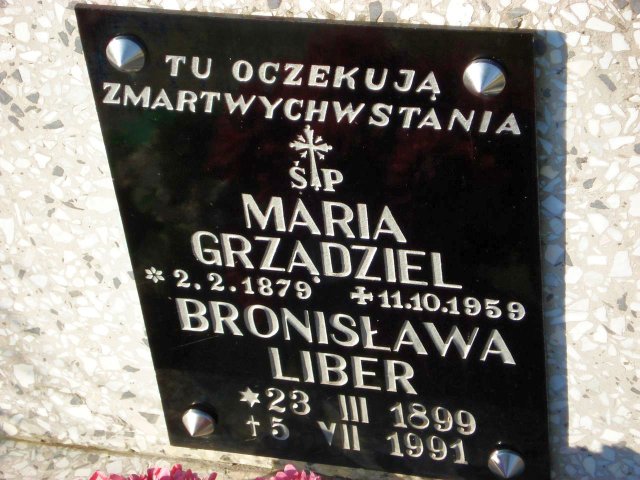 TU OCZEKUJĄ
ZMARTWYCHWSTANIA
ŚP
MARIA
GRZĄDZIEL
* 2.2.1879 + 11.10.1959
BRONISŁAWA
LIBER
* 23 III 1899
† 5 VII 1991